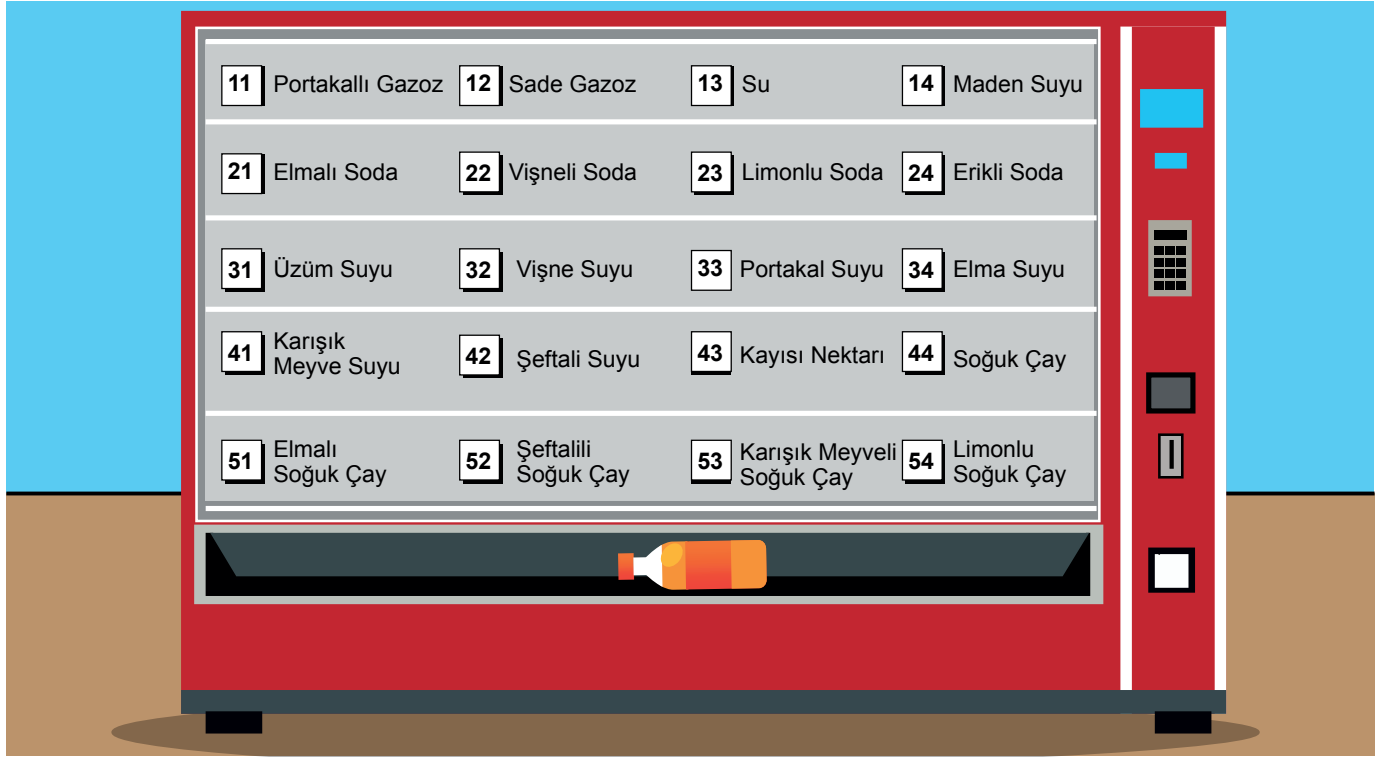 11 Portakallı Gazoz 12 Sade Gazoz 13 Su 14 Maden Suyu
21 Elmalı Soda 22 Vişneli Soda 23 Limonlu Soda 24 Erikli Soda
31 Üzüm Suyu 32 Vişne Suyu 33 Portakal Suyu 34 Elma Suyu
41 Karışık
Meyve Suyu 42 Şeftali Suyu 43 Kayısı Nektarı 44 Soğuk Çay
51 Elmalı
Soğuk Çay 52 Şeftalili
Soğuk Çay 53 Karışık Meyveli
Soğuk Çay 54 Limonlu
Soğuk Çay